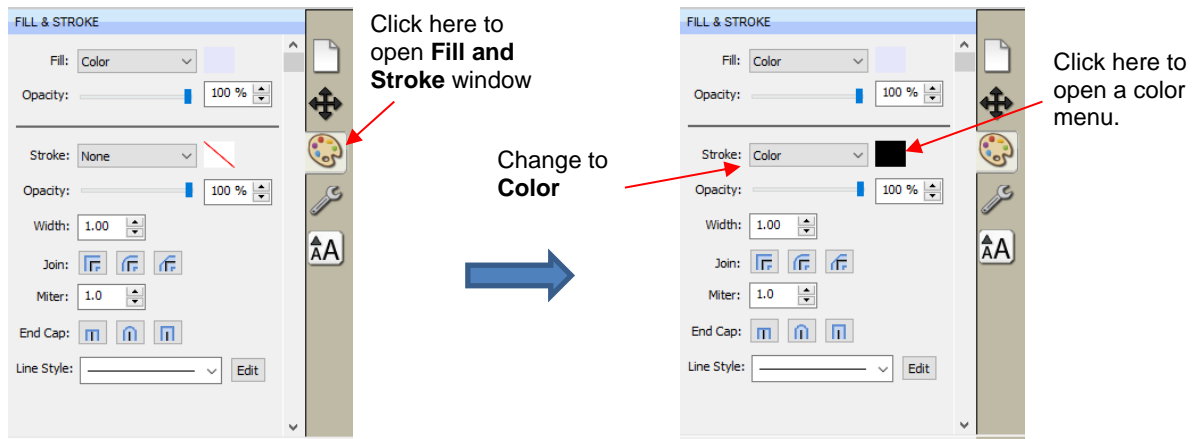 FILL & STROKE
Fill: Color
Opacity: 100 %
Stroke: None
Opacity: 100 %
Width: 1.00
Join:
Miter: 1.0
End Cap:
Line Style: Edit
AA
Click here to
open Fill and
Stroke window
Change to
Color
FILL & STROKE
Fill: Color
Opacity: 100 %
Stroke: Color
Opacity: 100 %
Width: 1.00
Join:
Miter: 1.0
End Cap:
Line Style: Edit
AA
Click here to
open a color
menu.